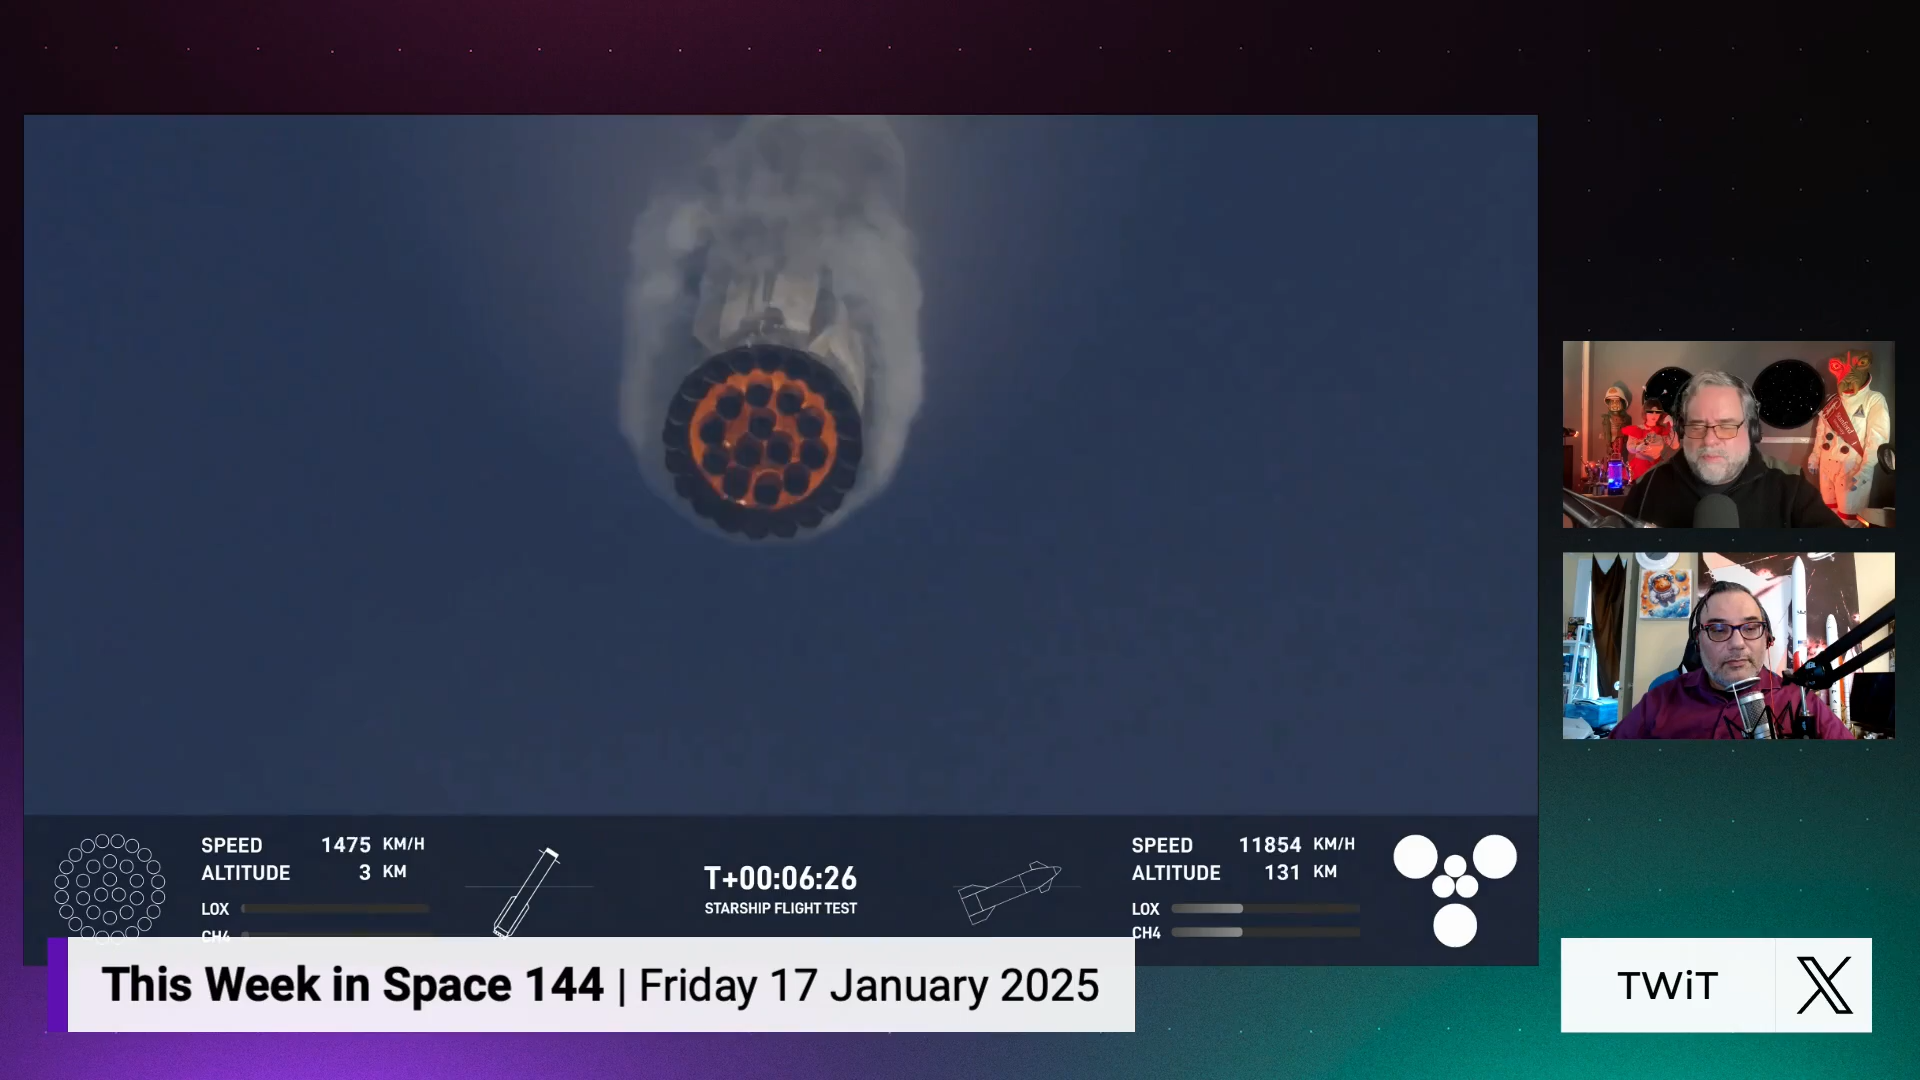 SPEED 1475 KM/H
ALTITUDE 3 KM
LOX
CH4
T+00:06:26
STARSHIP FLIGHT TEST
SPEED 11854 KM/H
ALTITUDE 131 KM
LOX
CH4
This Week in Space 144 | Friday 17 January 2025
TWiT